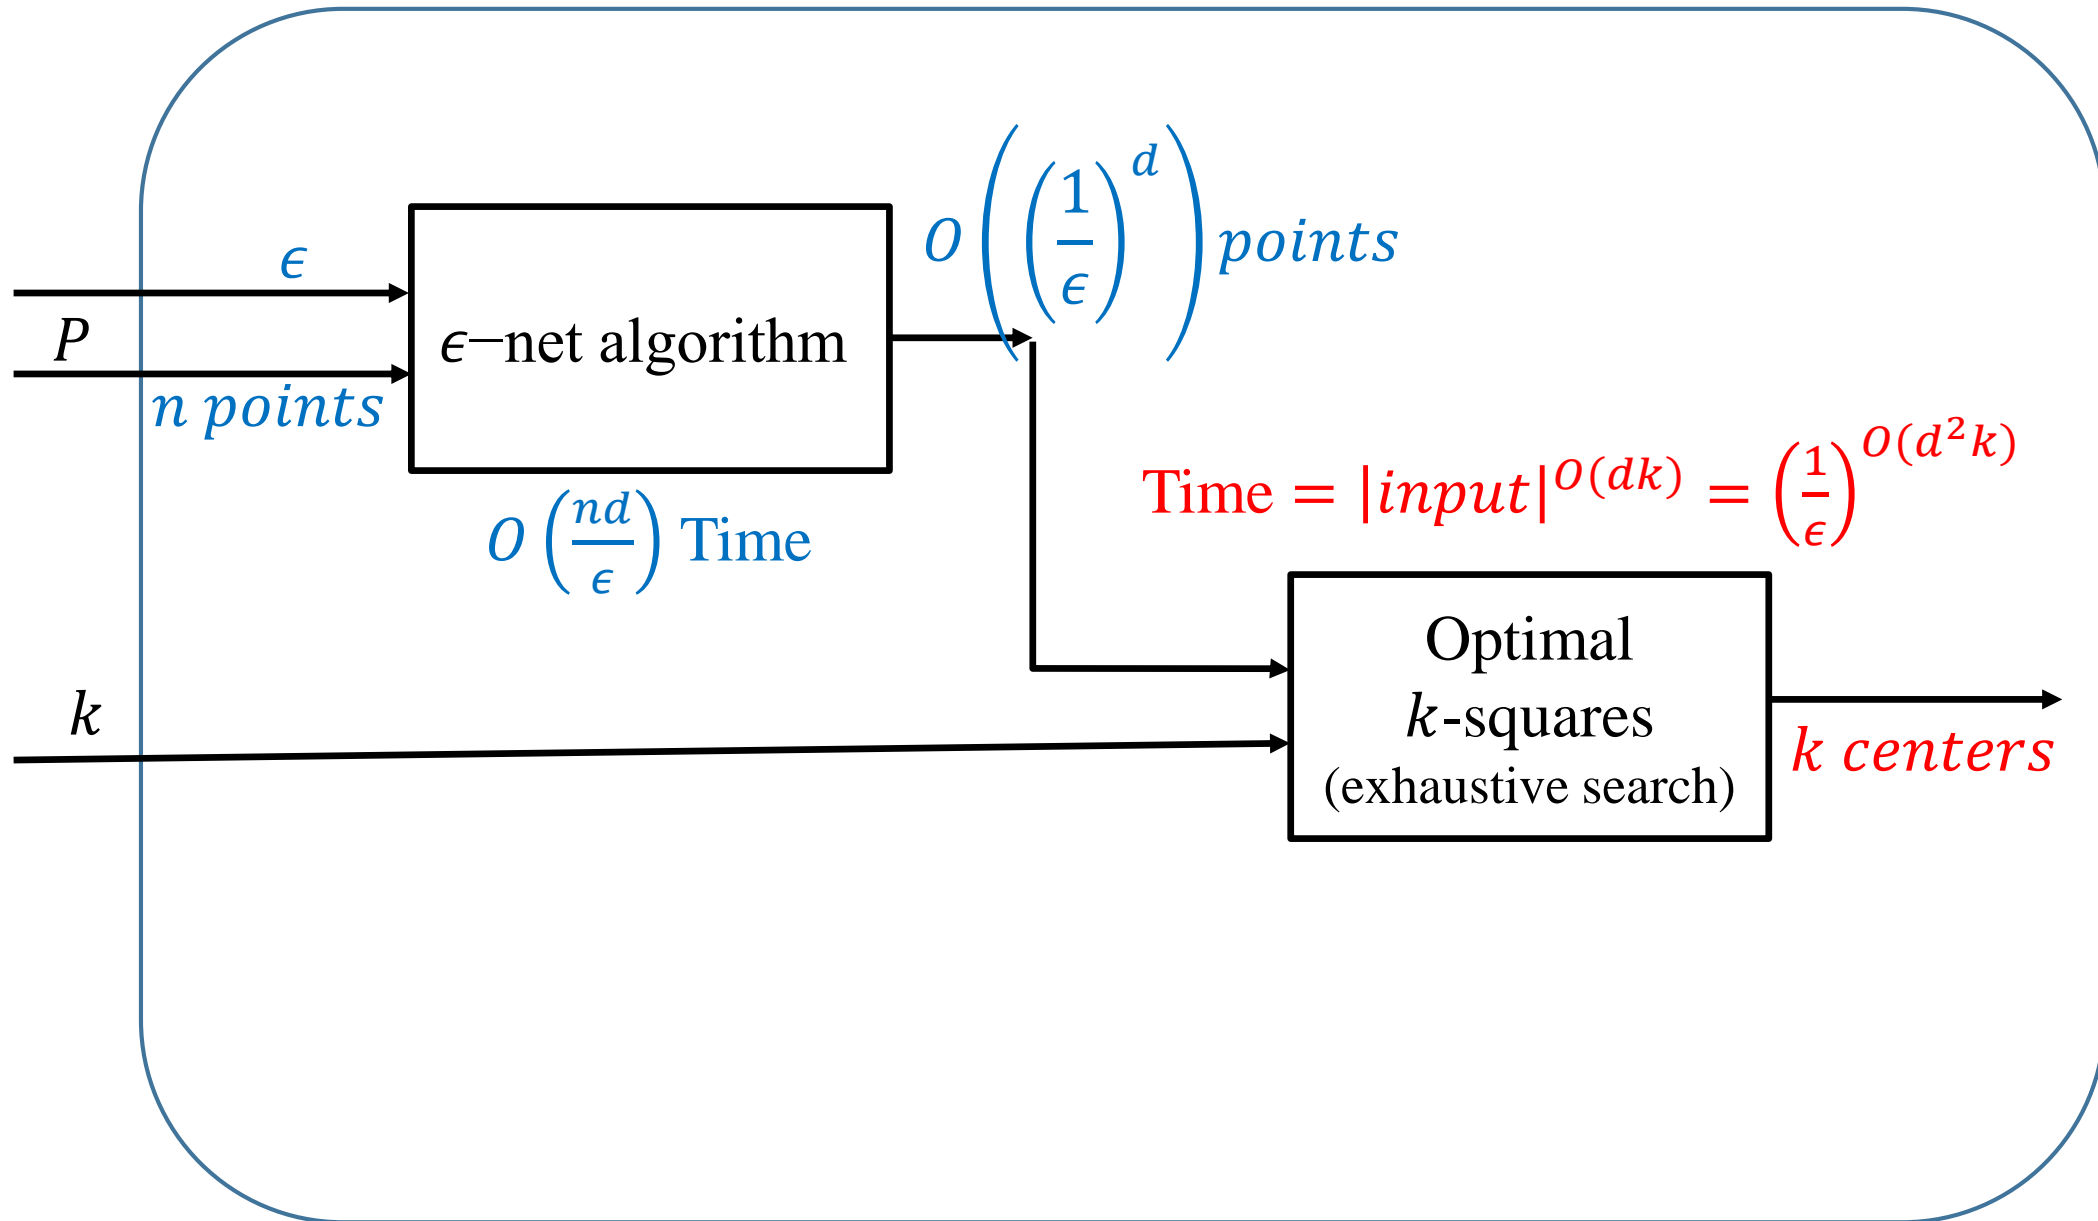 ϵ
P
n points
ϵ−net algorithm
O((1/ϵ)^d) points
O(nd/ϵ) Time
Time = |input|^{O(dk)} = (1/ϵ)^{O(d²k)}
k
Optimal
k-squares
(exhaustive search)
k centers